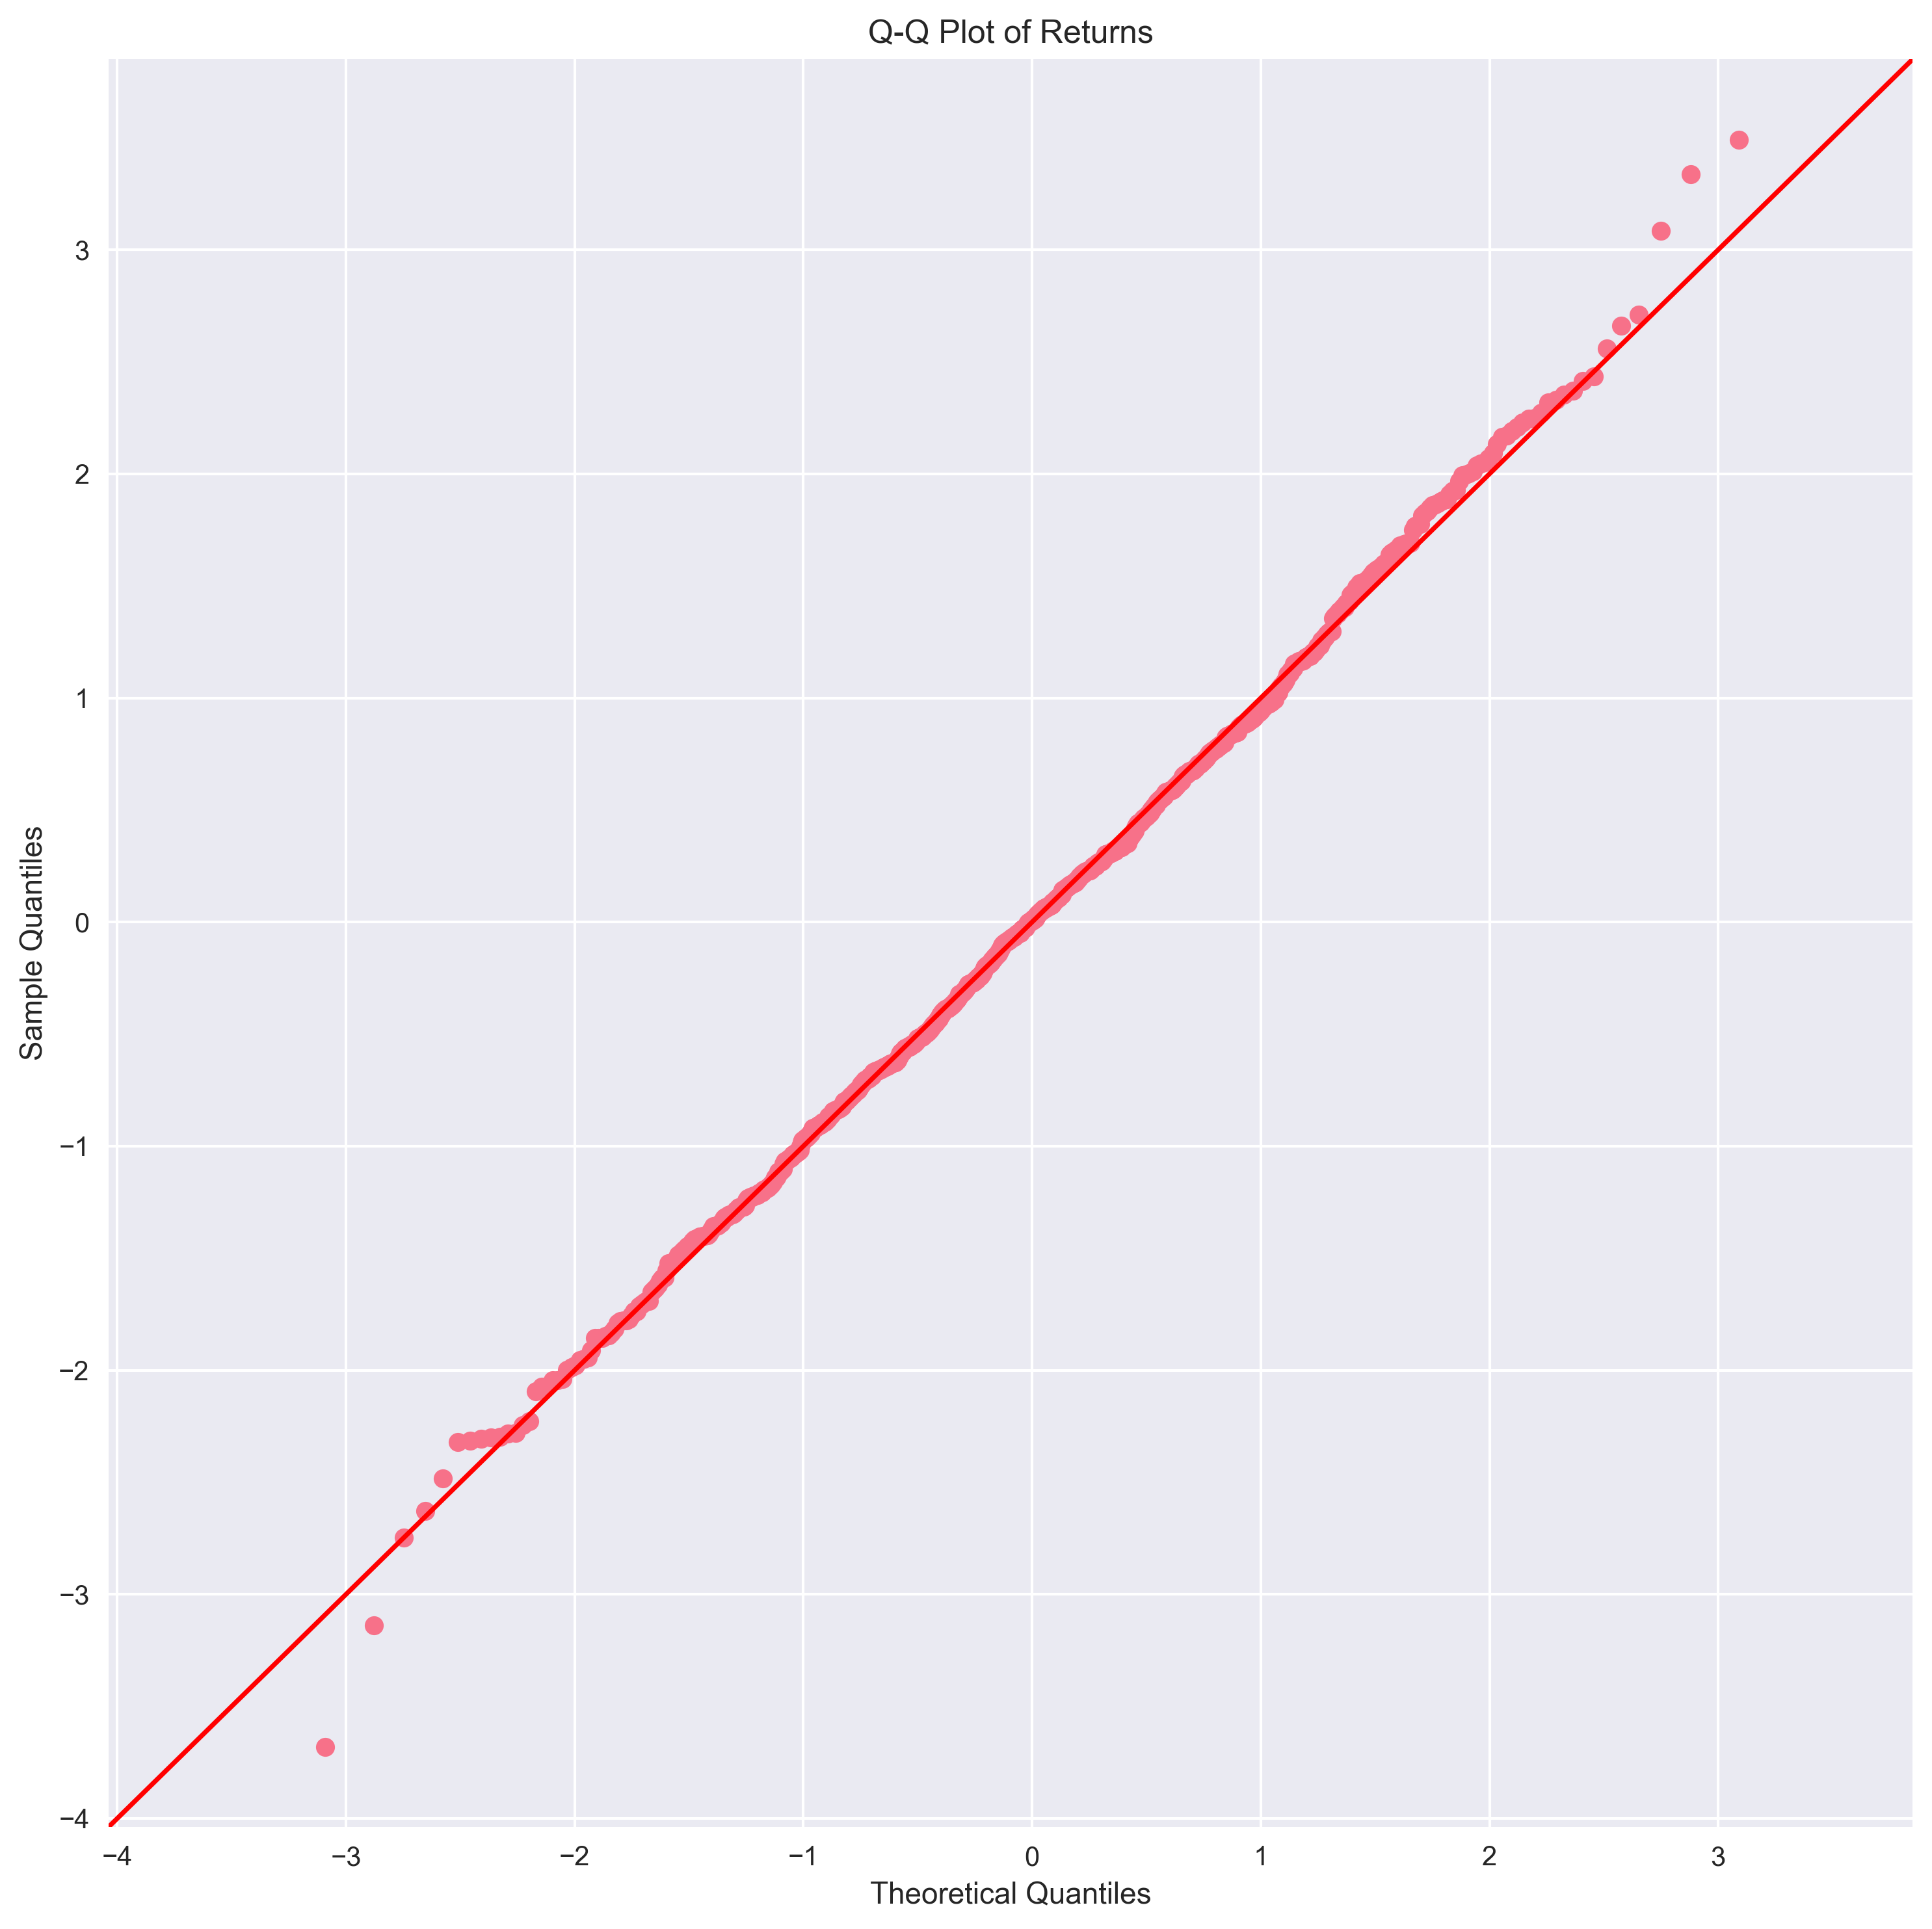 Q-Q Plot of Returns
Sample Quantiles
3
2
1
0
−1
−2
−3
−4
−4 −3 −2 −1 0 1 2 3
Theoretical Quantiles